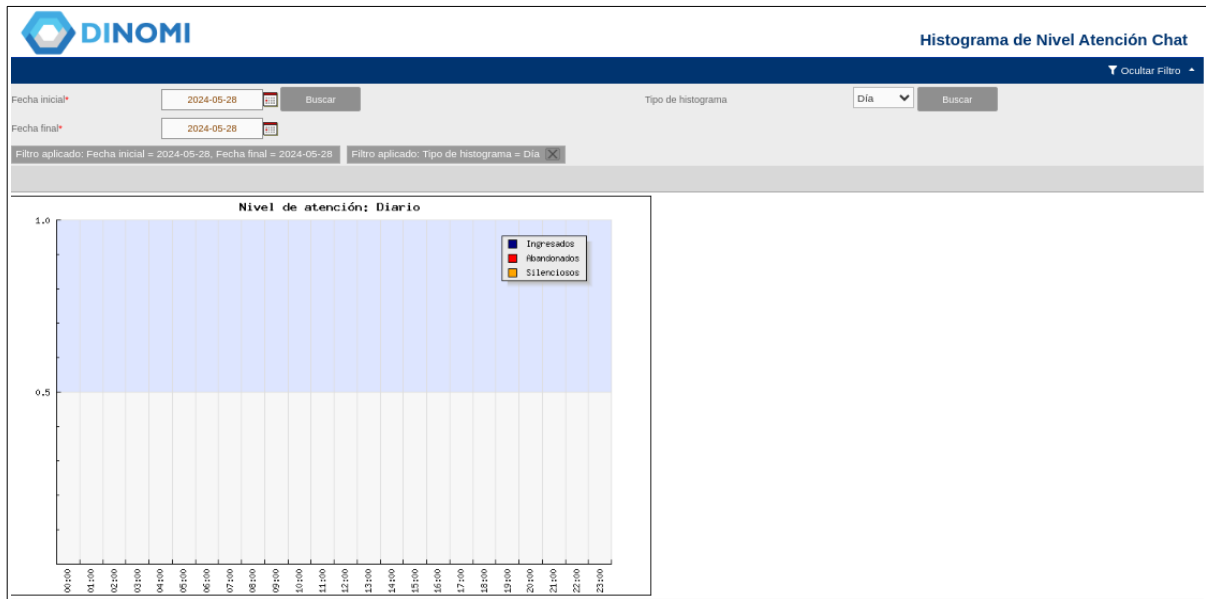 DINOMI
Histograma de Nivel Atención Chat
Ocultar Filtro
Fecha inicial* 2024-05-28 Buscar Tipo de histograma Día Buscar
Fecha final* 2024-05-28
Filtro aplicado: Fecha inicial = 2024-05-28, Fecha final = 2024-05-28 Filtro aplicado: Tipo de histograma = Día X
Nivel de atención: Diario
1.0
Ingresados
Abandonados
Silenciosos
0.5
00:00 01:00 02:00 03:00 04:00 05:00 06:00 07:00 08:00 09:00 10:00 11:00 12:00 13:00 14:00 15:00 16:00 17:00 18:00 19:00 20:00 21:00 22:00 23:00